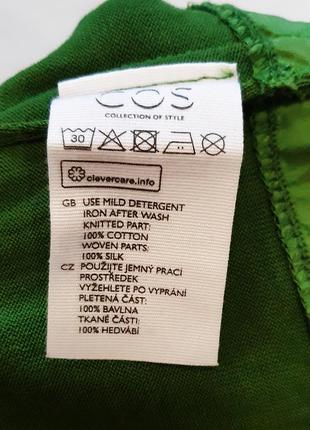 COS
COLLECTION OF STYLE
30
clevercare.info
GB USE MILD DETERGENT
IRON AFTER WASH
KNITTED PART:
100% COTTON
WOVEN PARTS:
100% SILK
CZ POUŽIJTE JEMNÝ PRACÍ
PROSTŘEDEK
VYŽEHLETE PO VYPRÁNÍ
PLETENÁ ČÁST:
100% BAVLNA
TKANÉ ČÁSTI:
100% HEDVÁBÍ